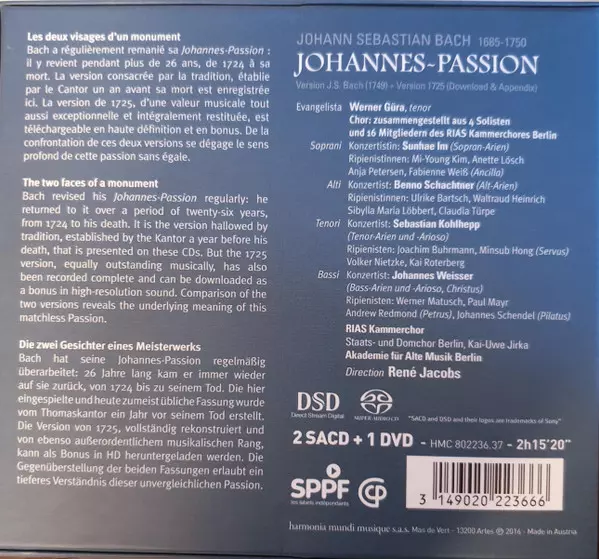 Les deux visages d'un monument
Bach a régulièrement remanié sa Johannes-Passion :
il y revient pendant plus de 26 ans, de 1724 à sa
mort. La version consacrée par la tradition, établie
par le Cantor un an avant sa mort est enregistrée
ici. La version de 1725, d'une valeur musicale tout
aussi exceptionnelle et intégralement restituée, est
téléchargeable en haute définition et en bonus. De la
confrontation de ces deux versions se dégage le sens
profond de cette passion sans égale.
The two faces of a monument
Bach revised his Johannes-Passion regularly: he
returned to it over a period of twenty-six years,
from 1724 to his death. It is the version hallowed by
tradition, established by the Kantor a year before his
death, that is presented on these CDs. But the 1725
version, equally outstanding musically, has also
been recorded complete and can be downloaded as
a bonus in high-resolution sound. Comparison of the
two versions reveals the underlying meaning of this
matchless Passion.
Die zwei Gesichter eines Meisterwerks
Bach hat seine Johannes-Passion regelmäßig
überarbeitet: 26 Jahre lang kam er immer wieder
auf sie zurück, von 1724 bis zu seinem Tod. Die hier
eingespielte und heute zumeist übliche Fassung wurde
vom Thomaskantor ein Jahr vor seinem Tod erstellt.
Die Version von 1725, vollständig rekonstruiert und
von ebenso außerordentlichem musikalischen Rang,
kann als Bonus in HD heruntergeladen werden. Die
Gegenüberstellung der beiden Fassungen erlaubt ein
tieferes Verständnis dieser unvergleichlichen Passion.
JOHANN SEBASTIAN BACH 1685-1750
JOHANNES-PASSION
Version J.S. Bach (1749) + Version 1725 (Download & Appendix)
Evangelista Werner Güra, tenor
Chor: zusammengestellt aus 4 Solisten
und 16 Mitgliedern des RIAS Kammerchores Berlin
Soprani Konzertistin: Sunhae Im (Sopran-Arien)
Ripienistinnen: Mi-Young Kim, Anette Lösch
Anja Petersen, Fabienne Weiß (Ancilla)
Alti Konzertist: Benno Schachtner (Alt-Arien)
Ripienistinnen: Ulrike Bartsch, Waltraud Heinrich
Sibylla Maria Löbbert, Claudia Türpe
Tenori Konzertist: Sebastian Kohlhepp
(Tenor-Arien und -Arioso)
Ripienisten: Joachim Buhrmann, Minsub Hong (Servus)
Volker Nietzke, Kai Roterberg
Bassi Konzertist: Johannes Weisser
(Bass-Arien und -Arioso, Christus)
Ripienisten: Werner Matusch, Paul Mayr
Andrew Redmond (Petrus), Johannes Schendel (Pilatus)
RIAS Kammerchor
Staats- und Domchor Berlin, Kai-Uwe Jirka
Akademie für Alte Musik Berlin
Direction René Jacobs
DSD
Direct Stream Digital
SUPER AUDIO CD
"SACD and DSD and their logos are trademarks of Sony"
2 SACD + 1 DVD - HMC 802236.37 - 2h15'20"
SPPF
les labels indépendants
3 149020 223666
harmonia mundi musique s.a.s. Mas de Vert - 13200 Arles Ⓟ 2016 - Made in Austria